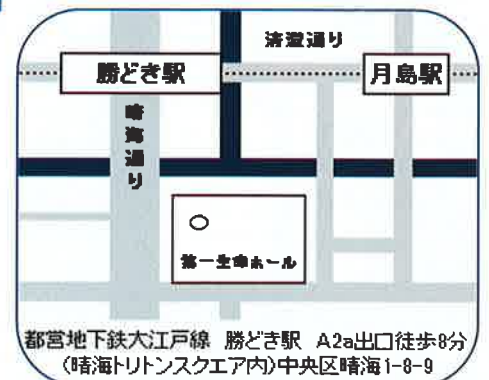 清澄通り
勝どき駅
月島駅
晴海通り
第一生命ホール
都営地下鉄大江戸線 勝どき駅 A2a出口徒歩8分
(晴海トリトンスクエア内)中央区晴海1-8-9